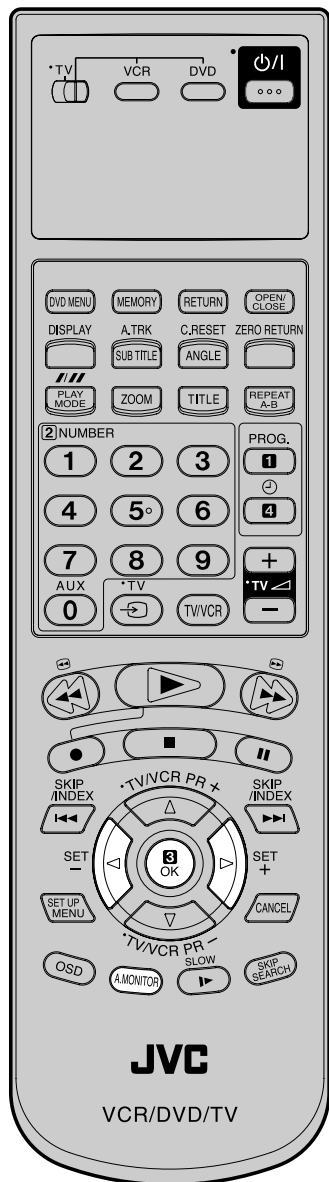 •TV VCR DVD
⏻/I
DVD MENU MEMORY RETURN OPEN/
CLOSE
DISPLAY A.TRK C.RESET ZERO RETURN
SUB TITLE ANGLE
PLAY
MODE ZOOM TITLE REPEAT
A-B
2 NUMBER PROG.
1 2 3 1
4 5 6 4
7 8 9 +
AUX •TV •TV
0 TV/VCR −
SKIP
/INDEX •TV/VCR PR + SKIP
/INDEX
SET
− 3
OK SET
+
SET UP
MENU CANCEL
•TV/VCR PR −
OSD A.MONITOR SLOW SKIP
SEARCH
JVC
VCR/DVD/TV